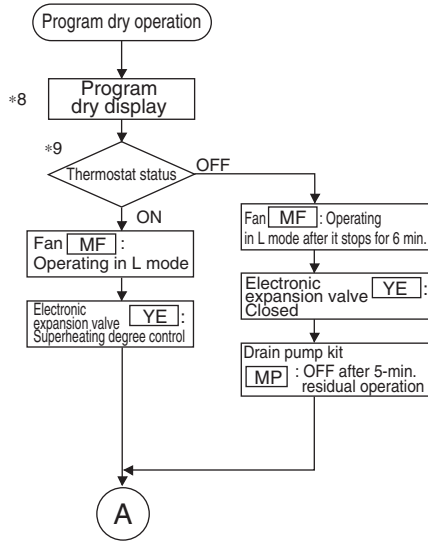 Program dry operation
*8
Program
dry display
*9
Thermostat status
OFF
ON
Fan MF :
Operating in L mode
Electronic
expansion valve YE :
Superheating degree control
Fan MF : Operating
in L mode after it stops for 6 min.
Electronic
expansion valve YE :
Closed
Drain pump kit
MP : OFF after 5-min.
residual operation
A